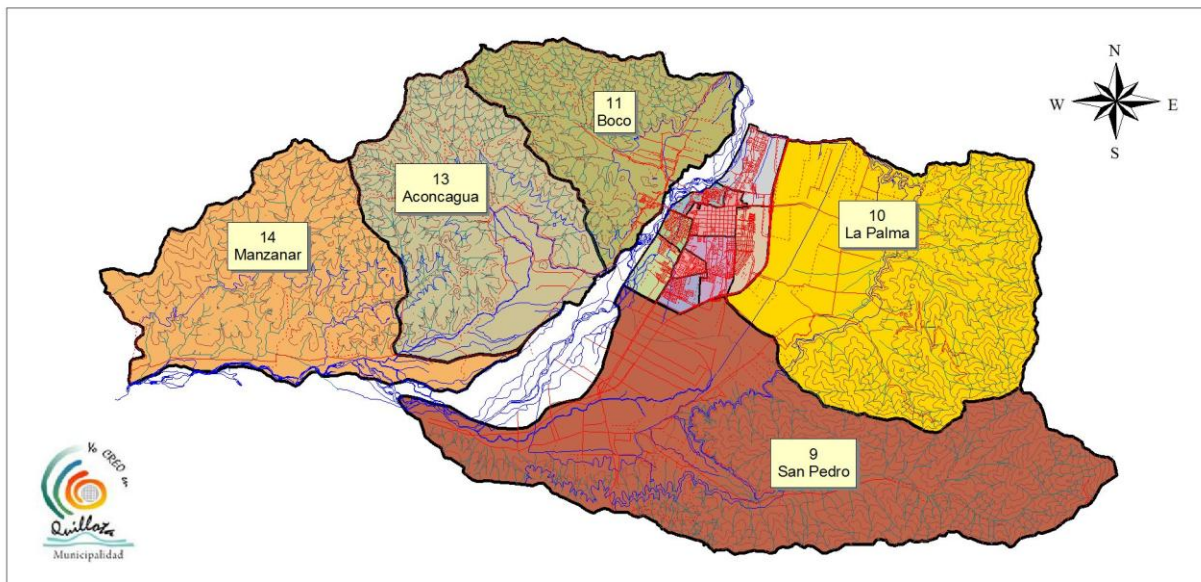 N
W E
S
11
Boco
13
Aconcagua
14
Manzanar
10
La Palma
9
San Pedro
Yo CREO en
Quillota
Municipalidad